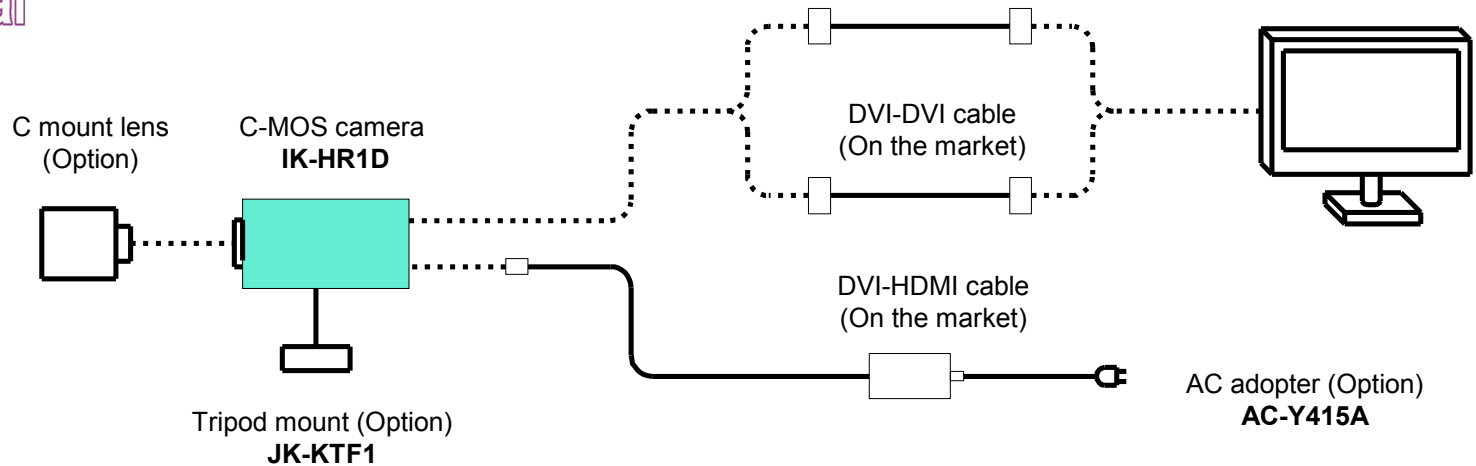 C mount lens
(Option)
C-MOS camera
IK-HR1D
DVI-DVI cable
(On the market)
DVI-HDMI cable
(On the market)
Tripod mount (Option)
JK-KTF1
AC adopter (Option)
AC-Y415A